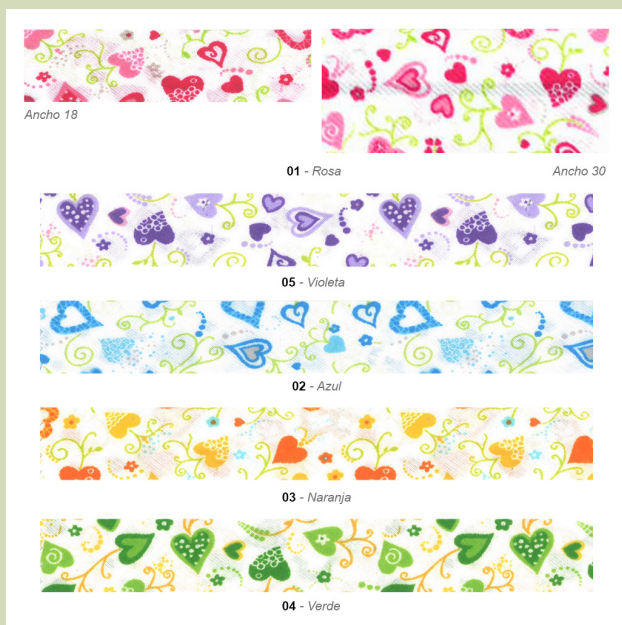 Ancho 18
01 - Rosa
Ancho 30
05 - Violeta
02 - Azul
03 - Naranja
04 - Verde